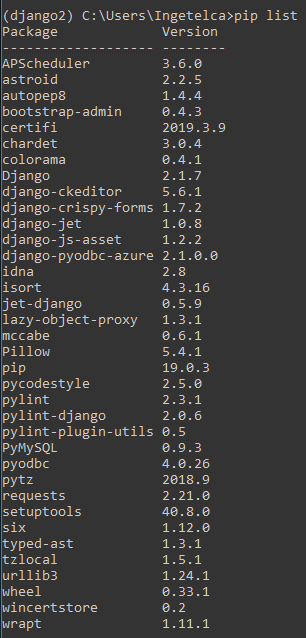 (django2) C:\Users\Ingetelca>pip list
Package Version
------------------- --------
APScheduler 3.6.0
astroid 2.2.5
autopep8 1.4.4
bootstrap-admin 0.4.3
certifi 2019.3.9
chardet 3.0.4
colorama 0.4.1
Django 2.1.7
django-ckeditor 5.6.1
django-crispy-forms 1.7.2
django-jet 1.0.8
django-js-asset 1.2.2
django-pyodbc-azure 2.1.0.0
idna 2.8
isort 4.3.16
jet-django 0.5.9
lazy-object-proxy 1.3.1
mccabe 0.6.1
Pillow 5.4.1
pip 19.0.3
pycodestyle 2.5.0
pylint 2.3.1
pylint-django 2.0.6
pylint-plugin-utils 0.5
PyMySQL 0.9.3
pyodbc 4.0.26
pytz 2018.9
requests 2.21.0
setuptools 40.8.0
six 1.12.0
typed-ast 1.3.1
tzlocal 1.5.1
urllib3 1.24.1
wheel 0.33.1
wincertstore 0.2
wrapt 1.11.1